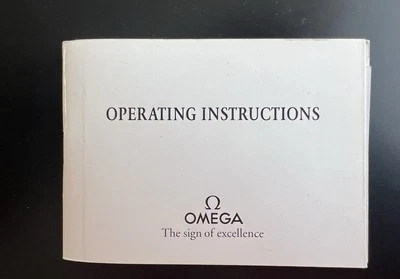 OPERATING INSTRUCTIONS
Ω
OMEGA
The sign of excellence